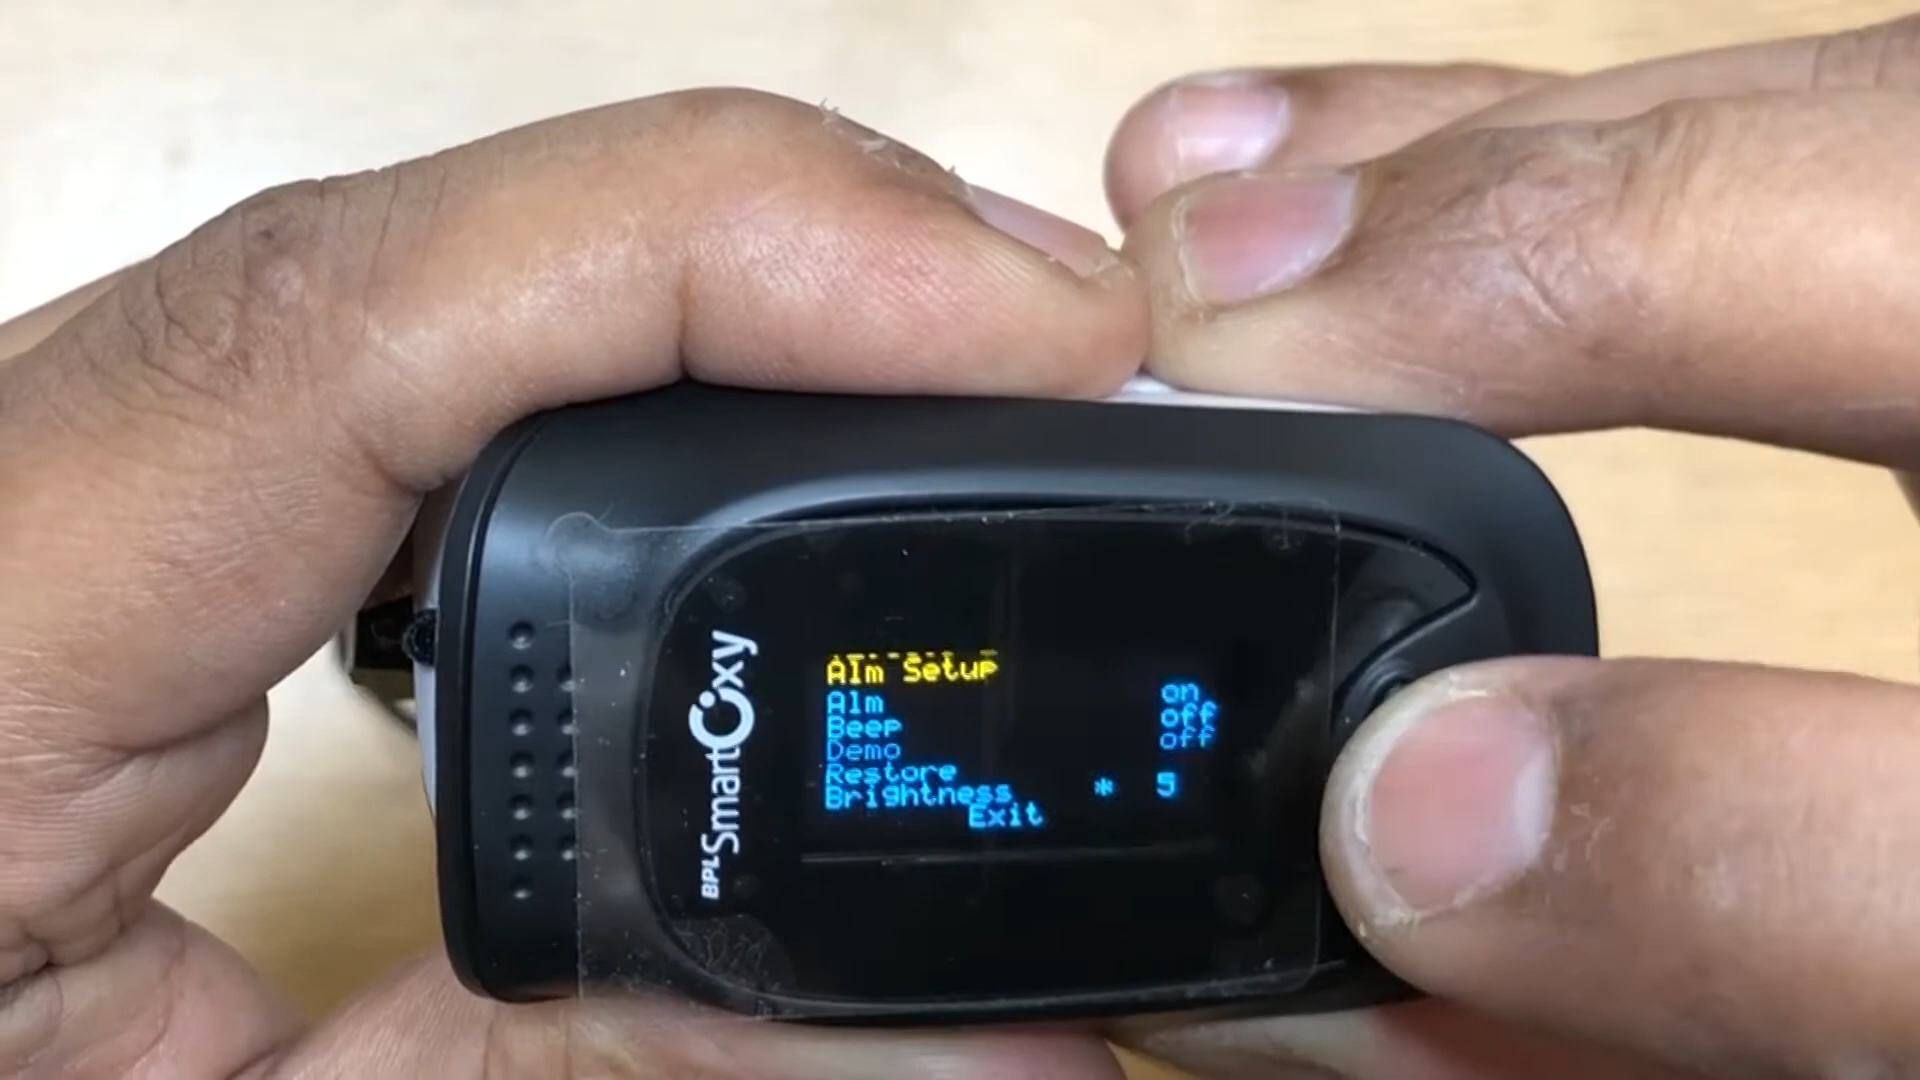 BPL SmartOxy
Alm Setup
Alm on
Beep off
Demo off
Restore
Brightness * 5
Exit